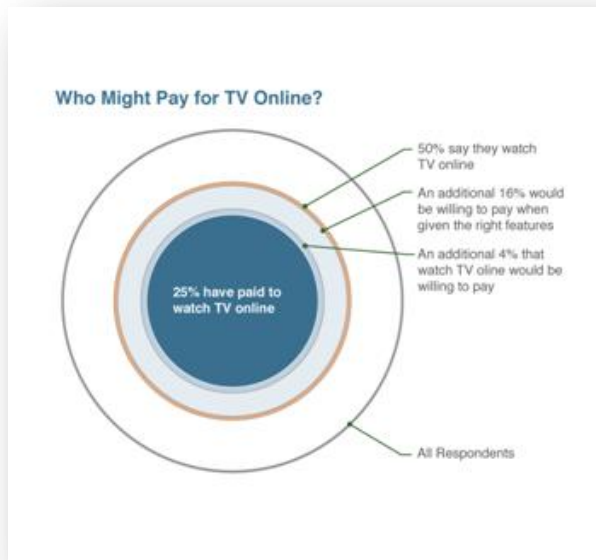 Who Might Pay for TV Online?
50% say they watch
TV online
An additional 16% would
be willing to pay when
given the right features
An additional 4% that
watch TV oline would be
willing to pay
25% have paid to
watch TV online
All Respondents